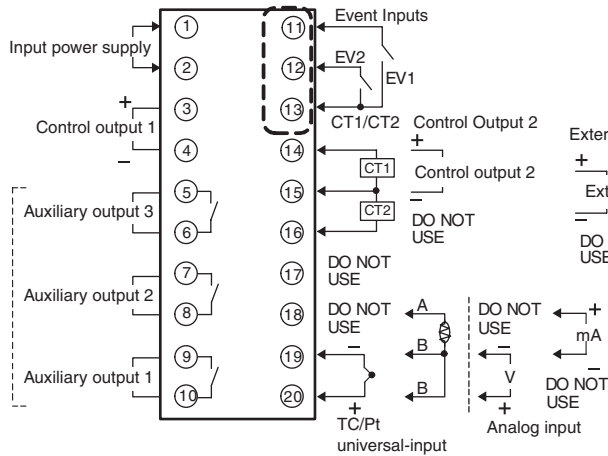 Input power supply
+
Control output 1
–
Auxiliary output 3
Auxiliary output 2
Auxiliary output 1
1
2
3
4
5
6
7
8
9
10
11
12
13
14
15
16
17
18
19
20
Event Inputs
EV2
EV1
CT1/CT2
CT1
CT2
Control Output 2
+
Control output 2
–
DO NOT
USE
DO NOT
USE
DO NOT
USE
A
B
B
–
+
TC/Pt
universal-input
DO NOT
USE
+
mA
–
–
V
+
DO NOT
USE
Analog input
+
–
DO
USE